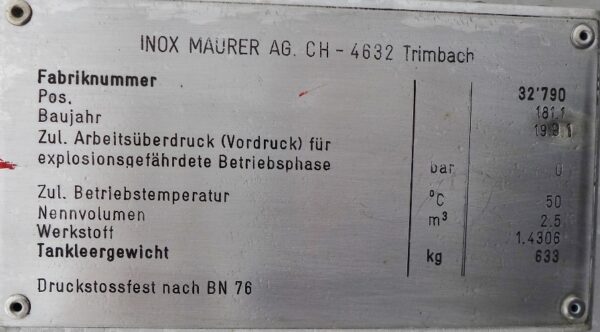 INOX MAURER AG. CH - 4632 Trimbach
Fabriknummer 32'790
Pos. 181.1
Baujahr
Zul. Arbeitsüberdruck (Vordruck) für
explosionsgefährdete Betriebsphase bar 0
Zul. Betriebstemperatur °C 50
Nennvolumen m³ 2.5
Werkstoff 1.4306
Tankleergewicht kg 633
Druckstossfest nach BN 76